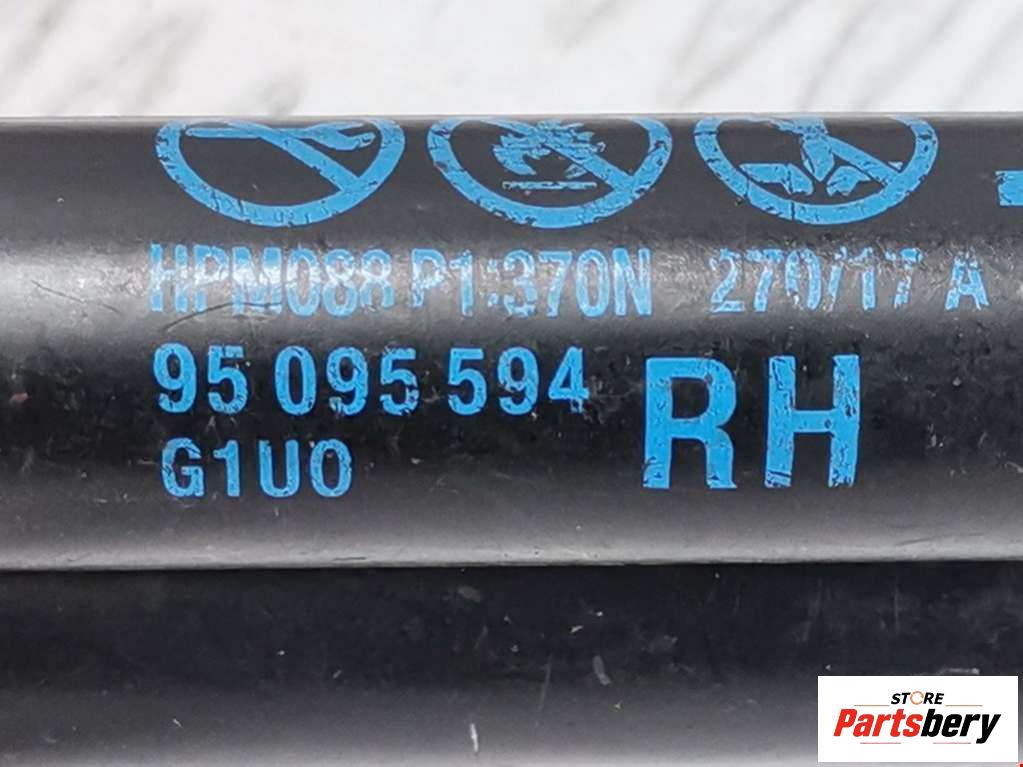 HPM088 P1:370N 270/17 A
95 095 594
RH
G1U0
STORE
Partsbery